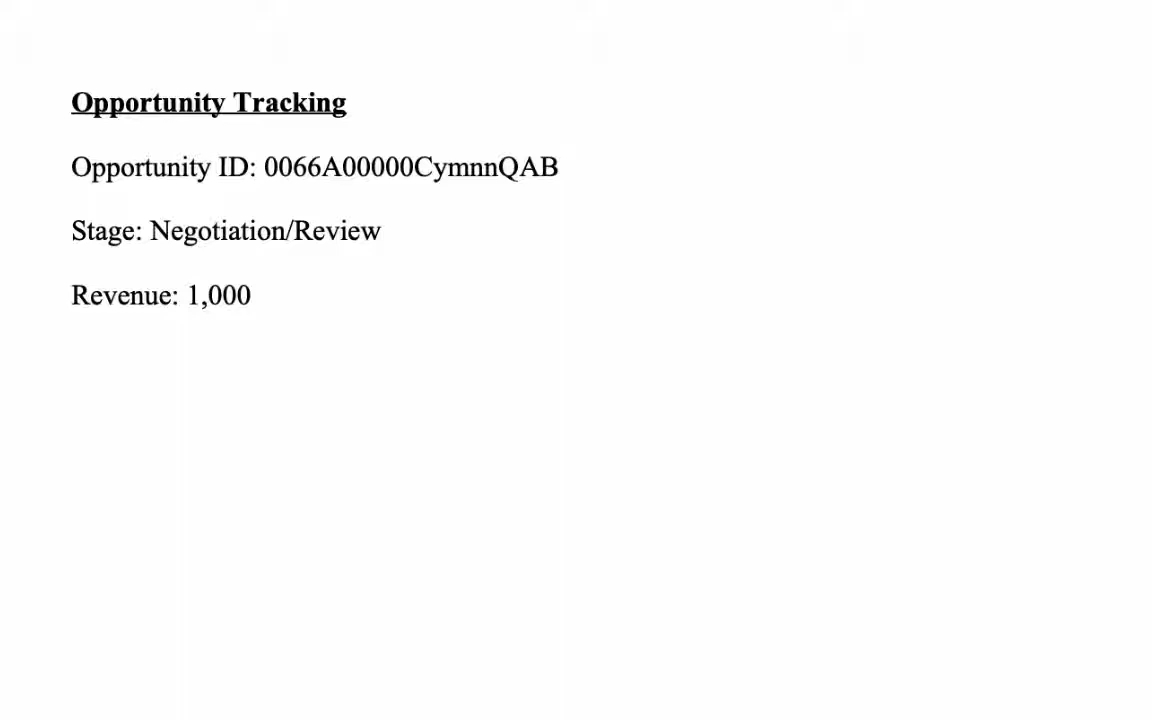 Opportunity Tracking
Opportunity ID: 0066A00000CymnnQAB
Stage: Negotiation/Review
Revenue: 1,000